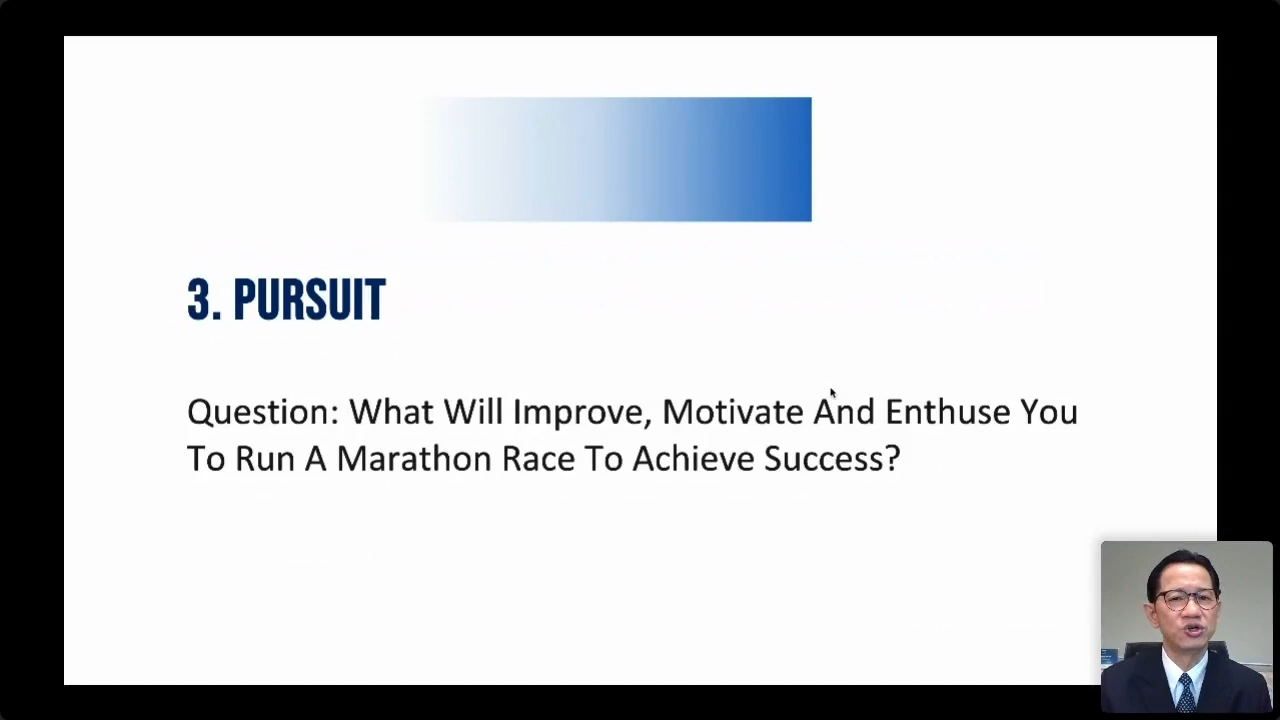 3. PURSUIT
Question: What Will Improve, Motivate And Enthuse You
To Run A Marathon Race To Achieve Success?